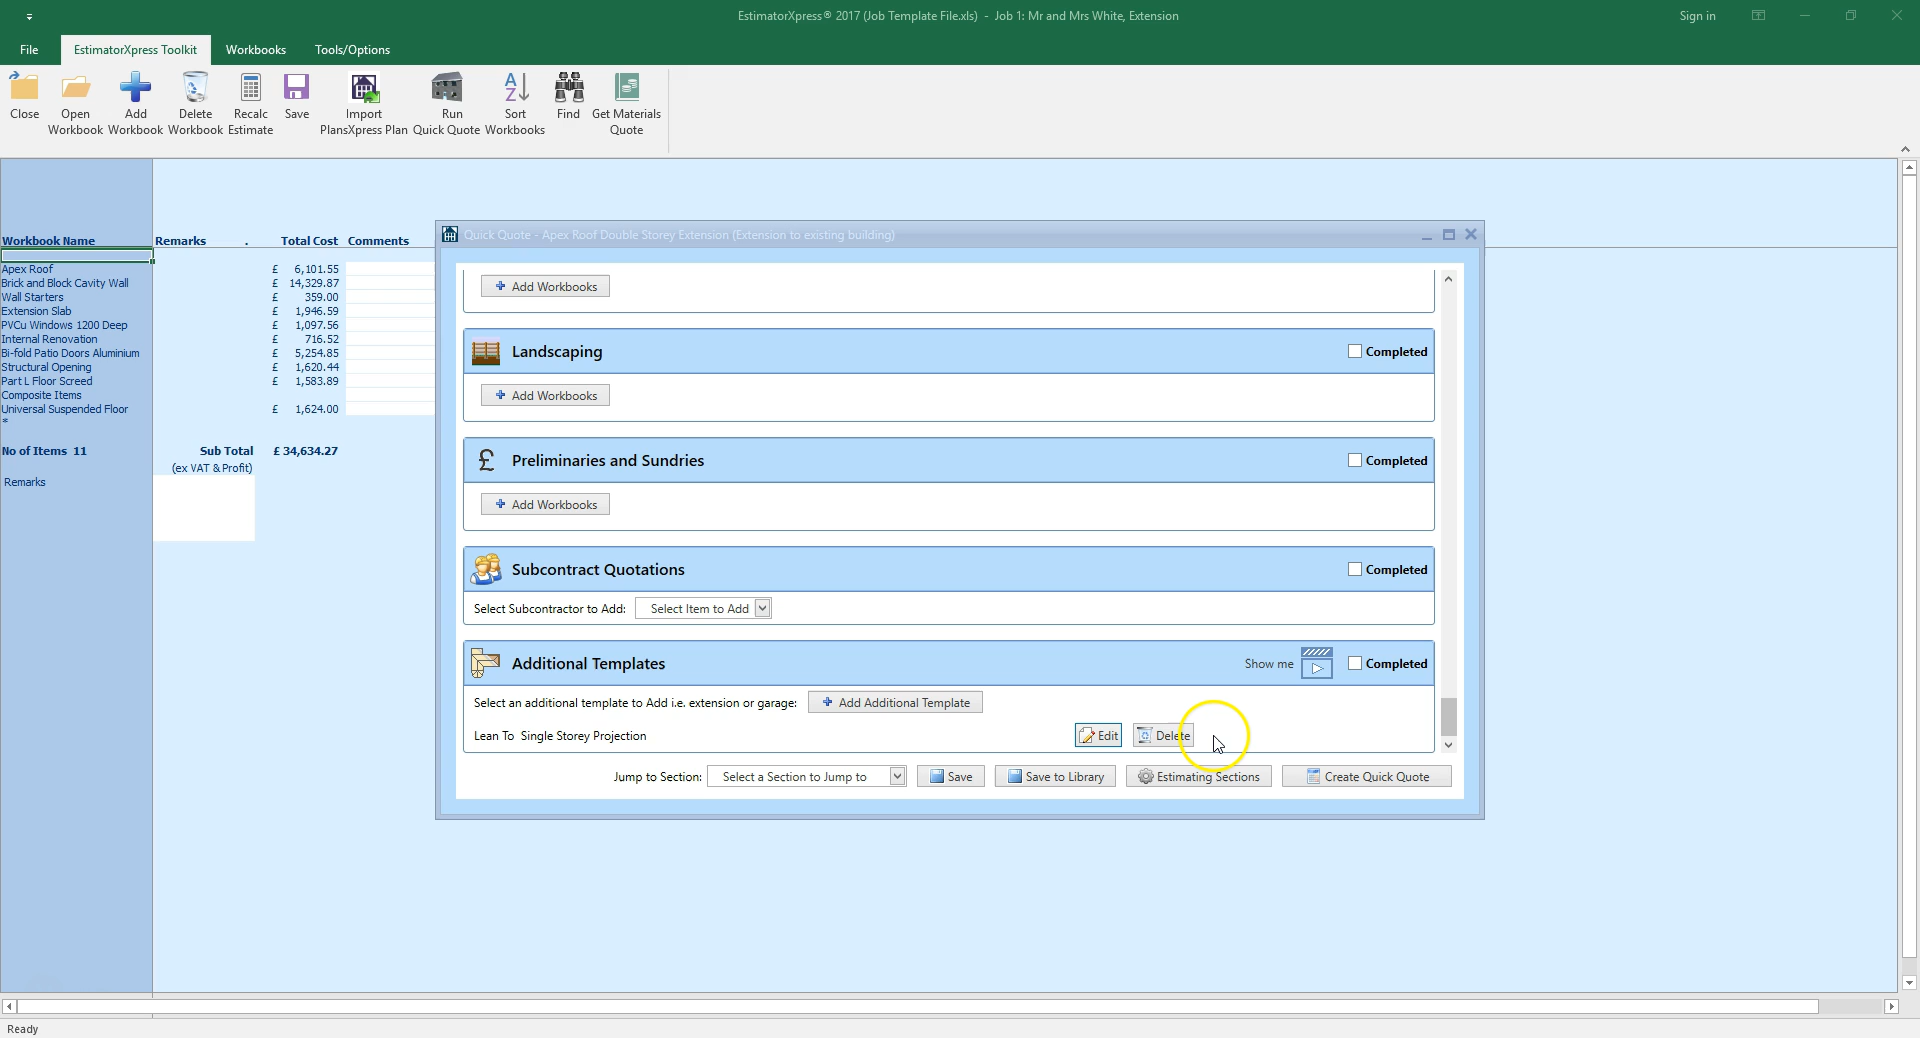 EstimatorXpress® 2017 (Job Template File.xls) - Job 1: Mr and Mrs White, Extension
Sign in
File
EstimatorXpress Toolkit
Workbooks
Tools/Options
Close
Open Workbook
Add Workbook
Delete Workbook
Recalc Estimate
Save
Import PlansXpress Plan
Run Quick Quote
Sort Workbooks
Find
Get Materials Quote
Workbook Name Remarks . Total Cost Comments
Apex Roof £ 6,101.55
Brick and Block Cavity Wall £ 14,329.87
Wall Starters £ 359.00
Extension Slab £ 1,946.59
PVCu Windows 1200 Deep £ 1,097.56
Internal Renovation £ 716.52
Bi-fold Patio Doors Aluminium £ 5,254.85
Structural Opening £ 1,620.44
Part L Floor Screed £ 1,583.89
Composite Items
Universal Suspended Floor £ 1,624.00
*
No of Items 11 Sub Total £ 34,634.27
(ex VAT & Profit)
Remarks
Quick Quote - Apex Roof Double Storey Extension (Extension to existing building)
Add Workbooks
Landscaping Completed
Add Workbooks
£ Preliminaries and Sundries Completed
Add Workbooks
Subcontract Quotations Completed
Select Subcontractor to Add: Select Item to Add
Additional Templates Show me Completed
Select an additional template to Add i.e. extension or garage: Add Additional Template
Lean To Single Storey Projection Edit Delete
Jump to Section: Select a Section to Jump to Save Save to Library Estimating Sections Create Quick Quote
Ready